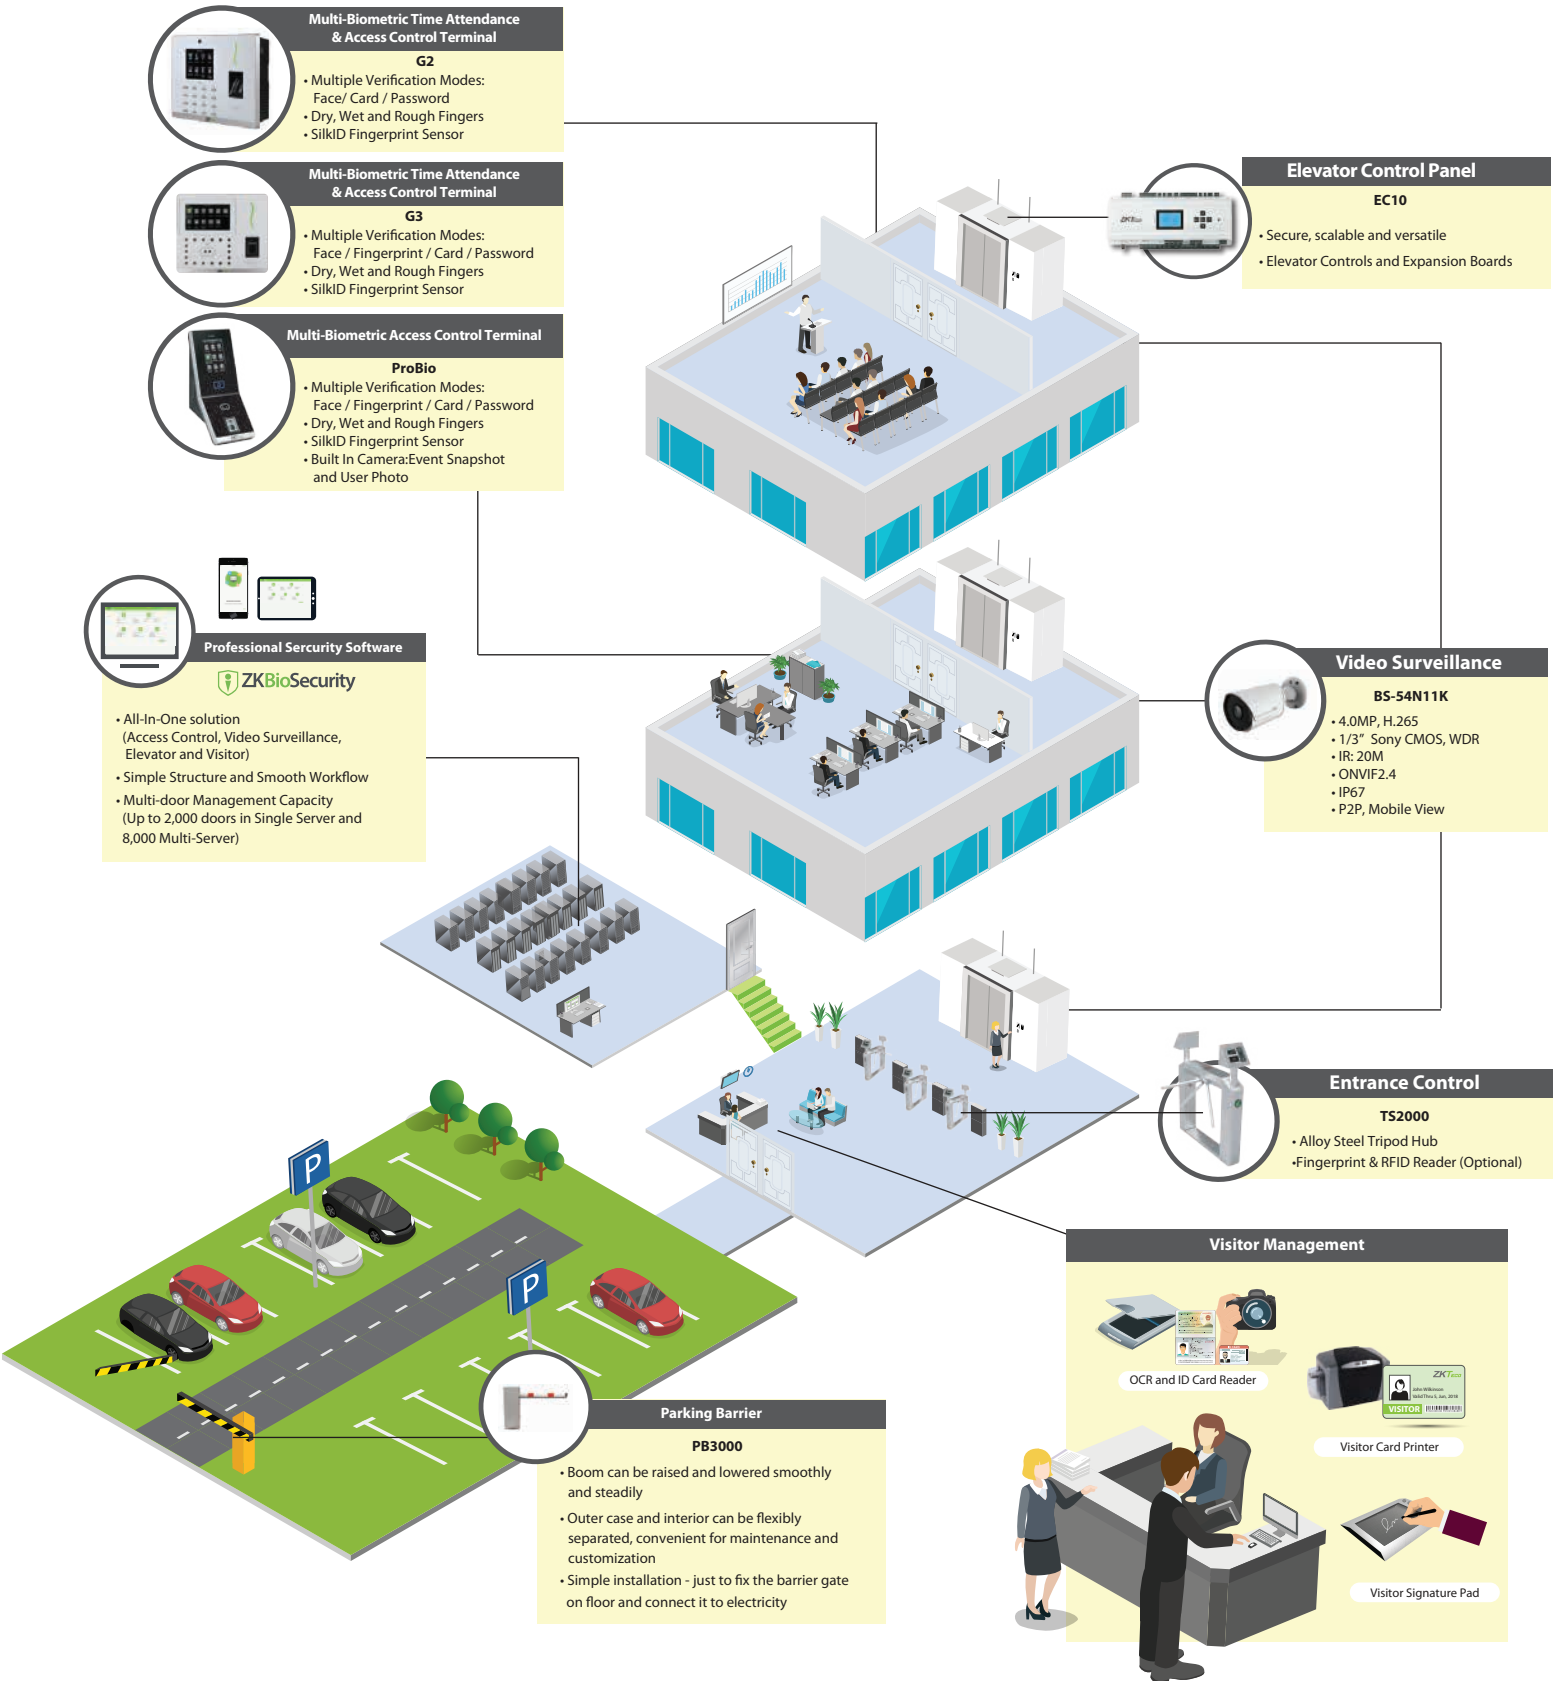 Multi-Biometric Time Attendance
& Access Control Terminal
G2
• Multiple Verification Modes:
Face/ Card / Password
• Dry, Wet and Rough Fingers
• SilkID Fingerprint Sensor
Multi-Biometric Time Attendance
& Access Control Terminal
G3
• Multiple Verification Modes:
Face / Fingerprint / Card / Password
• Dry, Wet and Rough Fingers
• SilkID Fingerprint Sensor
Multi-Biometric Access Control Terminal
ProBio
• Multiple Verification Modes:
Face / Fingerprint / Card / Password
• Dry, Wet and Rough Fingers
• SilkID Fingerprint Sensor
• Built In Camera:Event Snapshot
and User Photo
Elevator Control Panel
EC10
• Secure, scalable and versatile
• Elevator Controls and Expansion Boards
Professional Sercurity Software
ZKBioSecurity
• All-In-One solution
(Access Control, Video Surveillance,
Elevator and Visitor)
• Simple Structure and Smooth Workflow
• Multi-door Management Capacity
(Up to 2,000 doors in Single Server and
8,000 Multi-Server)
Video Surveillance
BS-54N11K
• 4.0MP, H.265
• 1/3” Sony CMOS, WDR
• IR: 20M
• ONVIF2.4
• IP67
• P2P, Mobile View
Entrance Control
TS2000
• Alloy Steel Tripod Hub
•Fingerprint & RFID Reader (Optional)
P
P
Parking Barrier
PB3000
• Boom can be raised and lowered smoothly
and steadily
• Outer case and interior can be flexibly
separated, convenient for maintenance and
customization
• Simple installation - just to fix the barrier gate
on floor and connect it to electricity
Visitor Management
OCR and ID Card Reader
ZKTeco
John Wilkinson
Valid Thru 5, Jun, 2018
VISITOR
Visitor Card Printer
Visitor Signature Pad